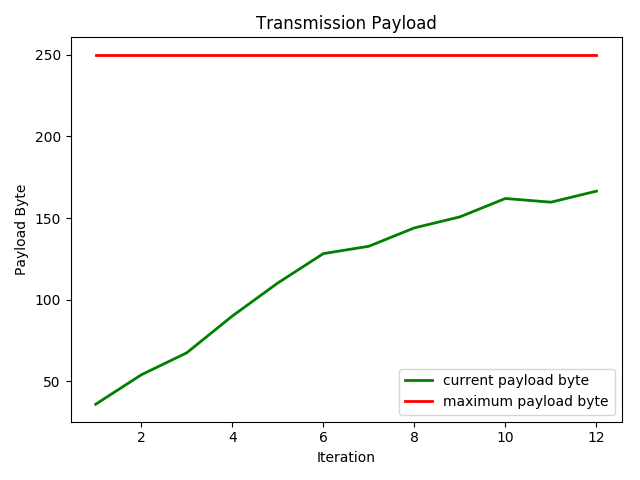 Transmission Payload
250
200
150
100
50
Payload Byte
2 4 6 8 10 12
Iteration
current payload byte
maximum payload byte